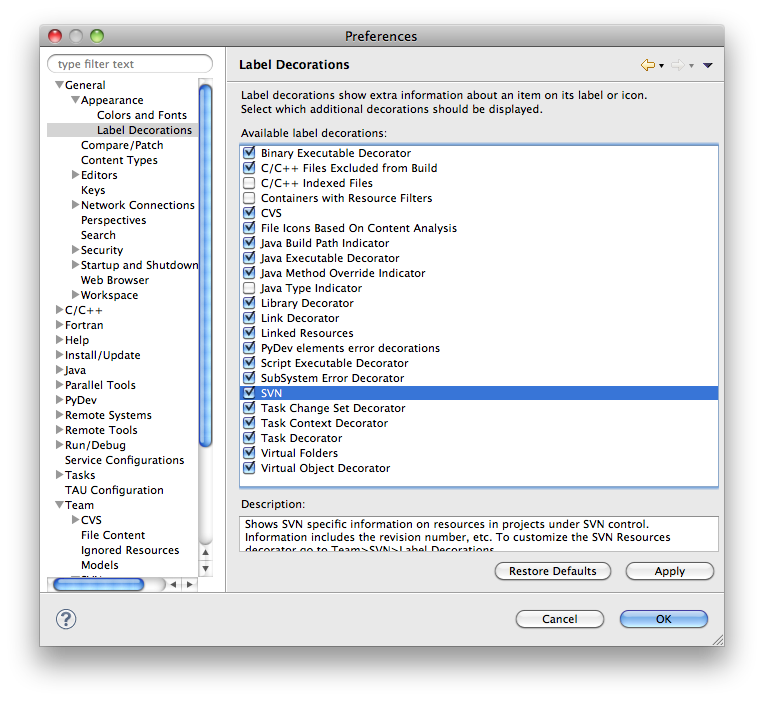 Preferences
type filter text
General
Appearance
Colors and Fonts
Label Decorations
Compare/Patch
Content Types
Editors
Keys
Network Connections
Perspectives
Search
Security
Startup and Shutdown
Web Browser
Workspace
C/C++
Fortran
Help
Install/Update
Java
Parallel Tools
PyDev
Remote Systems
Remote Tools
Run/Debug
Service Configurations
Tasks
TAU Configuration
Team
CVS
File Content
Ignored Resources
Models
SVN
Label Decorations
Label decorations show extra information about an item on its label or icon.
Select which additional decorations should be displayed.
Available label decorations:
Binary Executable Decorator
C/C++ Files Excluded from Build
C/C++ Indexed Files
Containers with Resource Filters
CVS
File Icons Based On Content Analysis
Java Build Path Indicator
Java Executable Decorator
Java Method Override Indicator
Java Type Indicator
Library Decorator
Link Decorator
Linked Resources
PyDev elements error decorations
Script Executable Decorator
SubSystem Error Decorator
SVN
Task Change Set Decorator
Task Context Decorator
Task Decorator
Virtual Folders
Virtual Object Decorator
Description:
Shows SVN specific information on resources in projects under SVN control.
Information includes the revision number, etc. To customize the SVN Resources
decorator go to Team>SVN>Label Decorations
Restore Defaults
Apply
?
Cancel
OK